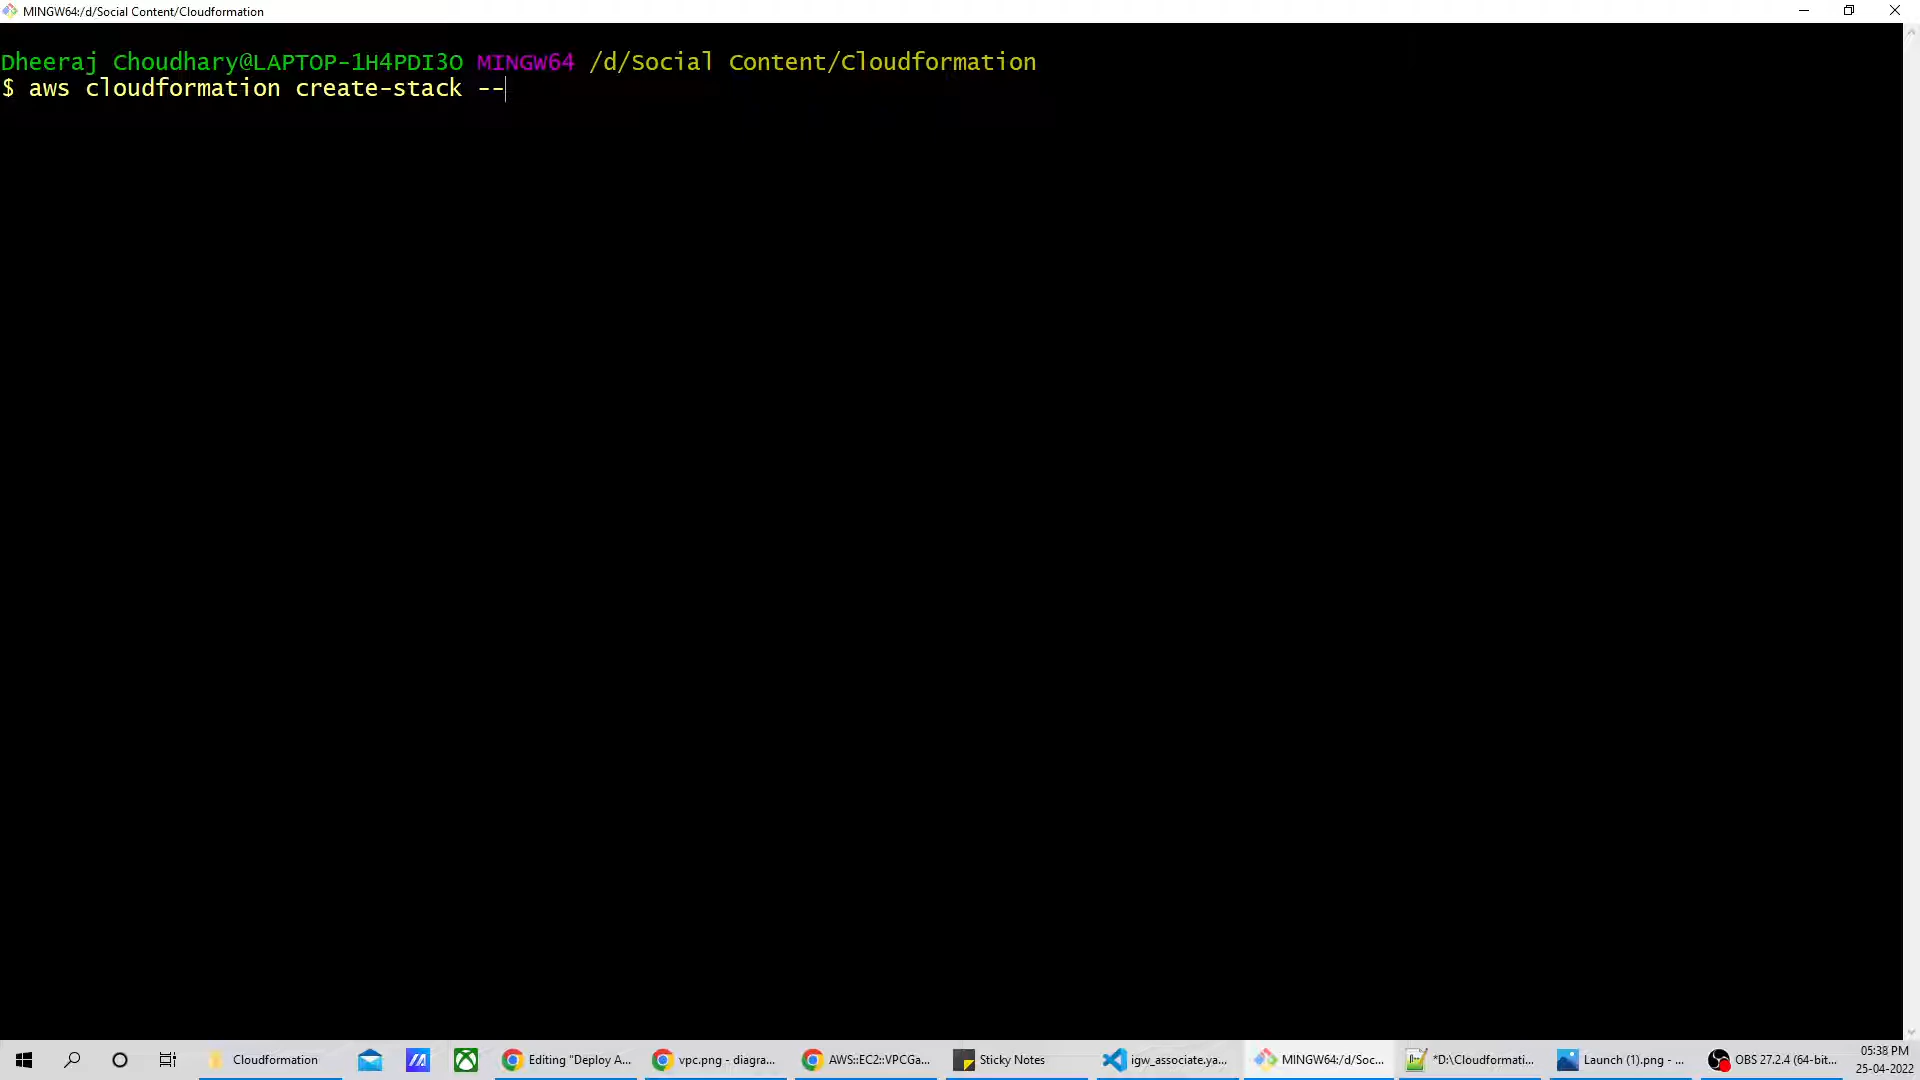 MINGW64:/d/Social Content/Cloudformation
Dheeraj Choudhary@LAPTOP-1H4PDI3O MINGW64 /d/Social Content/Cloudformation
$ aws cloudformation create-stack --
Cloudformation
Editing "Deploy A...
vpc.png - diagra...
AWS::EC2::VPCGa...
Sticky Notes
igw_associate.ya...
MINGW64:/d/Soc...
*D:\Cloudformati...
Launch (1).png - ...
OBS 27.2.4 (64-bit...
05:38 PM
25-04-2022